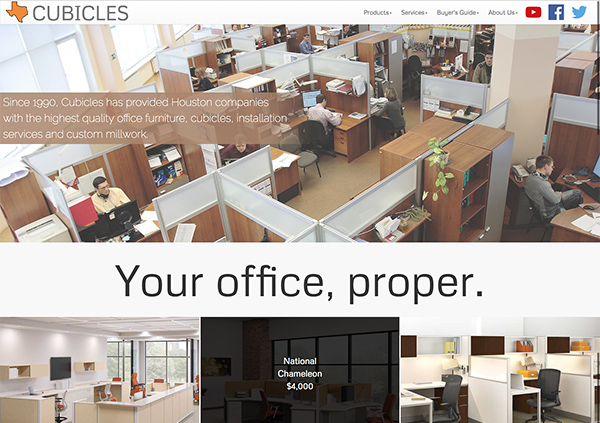 CUBICLES
Products Services Buyer's Guide About Us
Since 1990, Cubicles has provided Houston companies
with the highest quality office furniture, cubicles, installation
services and custom millwork.
Your office, proper.
National
Chameleon
$4,000